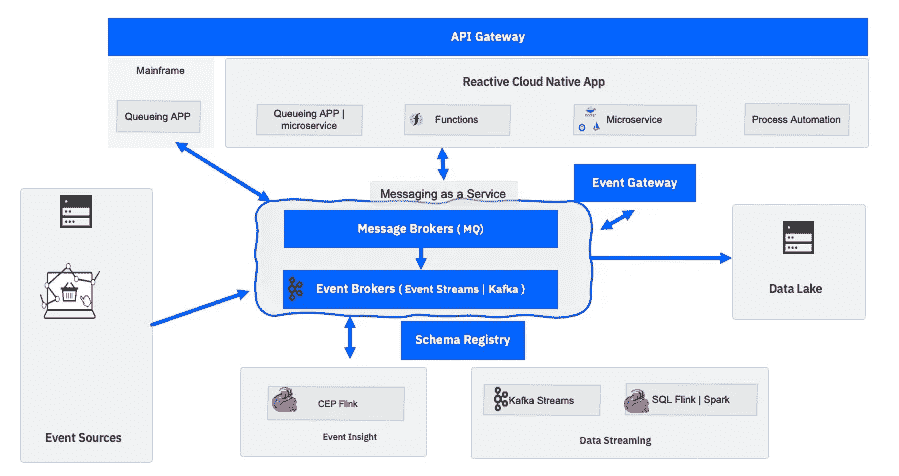 API Gateway
Mainframe
Queueing APP
Reactive Cloud Native App
Queueing APP |
microservice
Functions
Microservice
Process Automation
Messaging as a Service
Event Gateway
Message Brokers ( MQ)
Event Brokers ( Event Streams | Kafka )
Schema Registry
Data Lake
Event Sources
CEP Flink
Event Insight
Kafka Streams
SQL Flink | Spark
Data Streaming